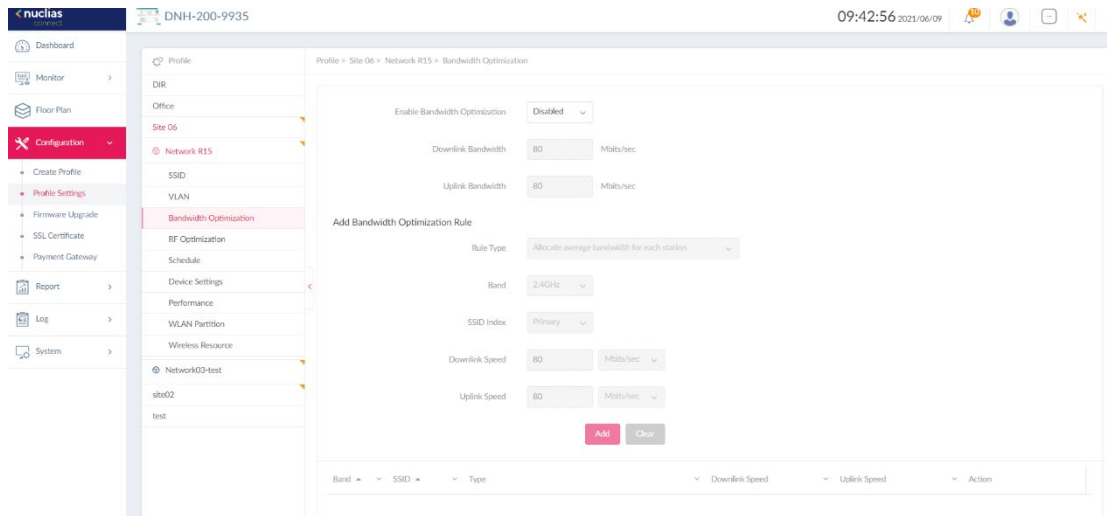 nuclias
connect
DNH-200-9935
09:42:56 2021/06/09
10
Dashboard
Monitor
Floor Plan
Configuration
Create Profile
Profile Settings
Firmware Upgrade
SSL Certificate
Payment Gateway
Report
Log
System
Profile
DIR
Office
Site 06
Network R15
SSID
VLAN
Bandwidth Optimization
RF Optimization
Schedule
Device Settings
Performance
WLAN Partition
Wireless Resource
Network03-test
site02
test
Profile > Site 06 > Network R15 > Bandwidth Optimization
Enable Bandwidth Optimization Disabled
Downlink Bandwidth 80 Mbits/sec
Uplink Bandwidth 80 Mbits/sec
Add Bandwidth Optimization Rule
Rule Type Allocate average bandwidth for each station
Band 2.4GHz
SSID Index Primary
Downlink Speed 80 Mbits/sec
Uplink Speed 80 Mbits/sec
Add Clear
Band SSID Type Downlink Speed Uplink Speed Action